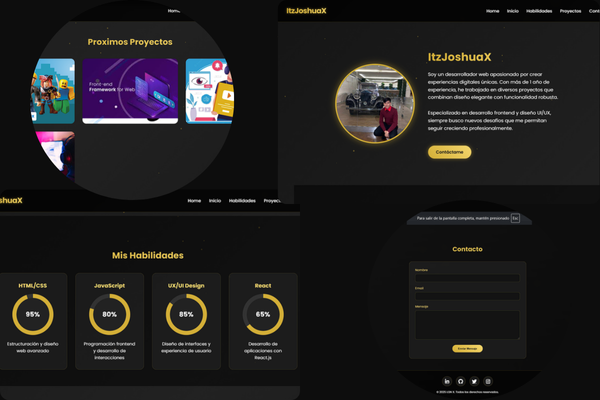 Home
Proximos Proyectos
Front-end
Framework for Web
ItzJoshuaX
Home Inicio Habilidades Proyectos Cont
ItzJoshuaX
Soy un desarrollador web apasionado por crear
experiencias digitales únicas. Con más de 1 año de
experiencia, he trabajado en diversos proyectos que
combinan diseño elegante con funcionalidad robusta.
Especializado en desarrollo frontend y diseño UI/UX,
siempre busco nuevos desafíos que me permitan
seguir creciendo profesionalmente.
Contáctame
shuaX
Home Inicio Habilidades Proyec
Mis Habilidades
HTML/CSS
95%
Estructuración y diseño
web avanzado
JavaScript
80%
Programación frontend
y desarrollo de
interacciones
UX/UI Design
85%
Diseño de interfaces y
experiencia de usuario
React
65%
Desarrollo de
aplicaciones con
React.js
Para salir de la pantalla completa, mantén presionado Esc
Contacto
Nombre
Email
Mensaje
Enviar Mensaje